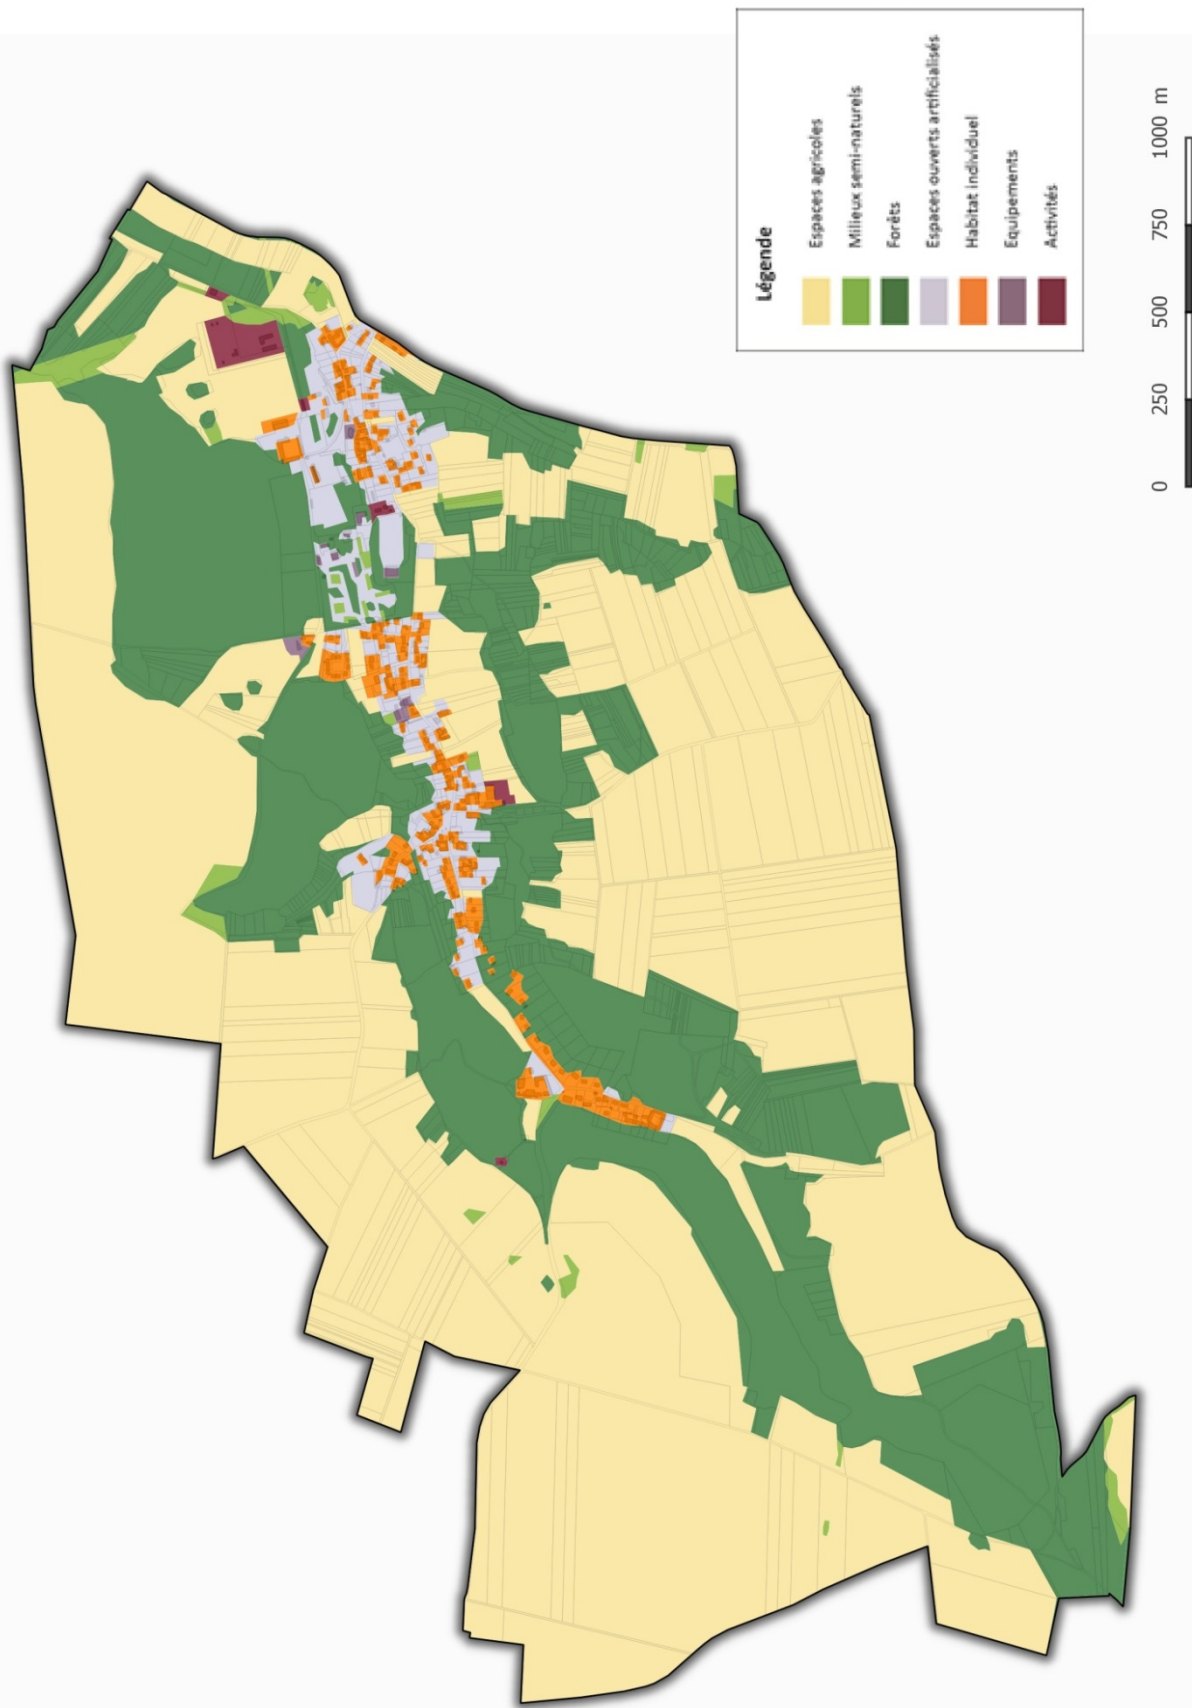 Légende
Espaces agricoles
Milieux semi-naturels
Forêts
Espaces ouverts artificialisés
Habitat individuel
Equipements
Activités
0 250 500 750 1000 m